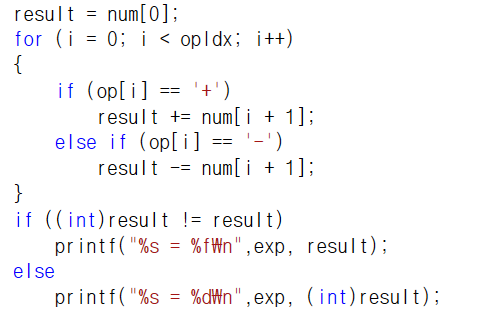 result = num[0];
for (i = 0; i < opIdx; i++)
{
    if (op[i] == '+')
        result += num[i + 1];
    else if (op[i] == '-')
        result -= num[i + 1];
}
if ((int)result != result)
    printf("%s = %f₩n",exp, result);
else
    printf("%s = %d₩n",exp, (int)result);